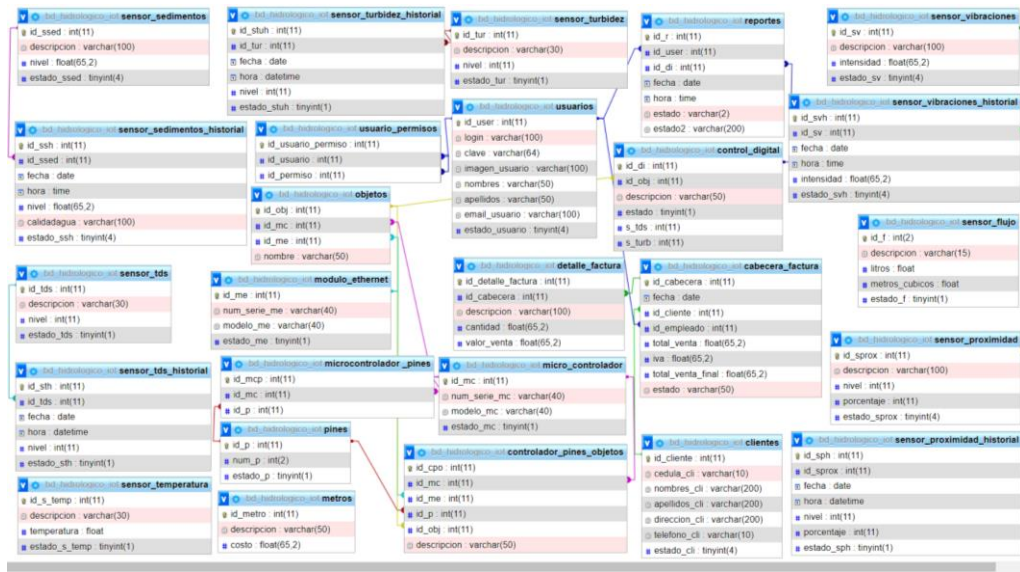 bd_hidrologico_iot sensor_sedimentos
id_ssed : int(11)
descripcion : varchar(100)
nivel : float(65,2)
estado_ssed : tinyint(4)
bd_hidrologico_iot sensor_turbidez_historial
id_stuh : int(11)
id_tur : int(11)
fecha : date
hora : datetime
nivel : int(11)
estado_stuh : tinyint(1)
bd_hidrologico_iot sensor_turbidez
id_tur : int(11)
descripcion : varchar(30)
nivel : int(11)
estado_tur : tinyint(1)
bd_hidrologico_iot reportes
id_r : int(11)
id_user : int(11)
id_di : int(11)
fecha : date
hora : time
estado : varchar(2)
estado2 : varchar(200)
bd_hidrologico_iot sensor_vibraciones
id_sv : int(11)
descripcion : varchar(100)
intensidad : float(65,2)
estado_sv : tinyint(4)
bd_hidrologico_iot sensor_sedimentos_historial
id_ssh : int(11)
id_ssed : int(11)
fecha : date
hora : time
nivel : float(65,2)
calidadagua : varchar(100)
estado_ssh : tinyint(4)
bd_hidrologico_iot usuario_permisos
id_usuario_permiso : int(11)
id_usuario : int(11)
id_permiso : int(11)
bd_hidrologico_iot usuarios
id_user : int(11)
login : varchar(100)
clave : varchar(64)
imagen_usuario : varchar(100)
nombres : varchar(50)
apellidos : varchar(50)
email_usuario : varchar(100)
estado_usuario : tinyint(4)
bd_hidrologico_iot control_digital
id_di : int(11)
id_obj : int(11)
descripcion : varchar(50)
estado : tinyint(1)
s_tds : int(11)
s_turb : int(11)
bd_hidrologico_iot sensor_vibraciones_historial
id_svh : int(11)
id_sv : int(11)
fecha : date
hora : time
intensidad : float(65,2)
estado_svh : tinyint(4)
bd_hidrologico_iot objetos
id_obj : int(11)
id_mc : int(11)
id_me : int(11)
nombre : varchar(50)
bd_hidrologico_iot sensor_flujo
id_f : int(2)
descripcion : varchar(15)
litros : float
metros_cubicos : float
estado_f : tinyint(1)
bd_hidrologico_iot sensor_tds
id_tds : int(11)
descripcion : varchar(30)
nivel : int(11)
estado_tds : tinyint(1)
bd_hidrologico_iot modulo_ethernet
id_me : int(11)
num_serie_me : varchar(40)
modelo_me : varchar(40)
estado_me : tinyint(1)
bd_hidrologico_iot detalle_factura
id_detalle_factura : int(11)
id_cabecera : int(11)
descripcion : varchar(100)
cantidad : float(65,2)
valor_venta : float(65,2)
bd_hidrologico_iot cabecera_factura
id_cabecera : int(11)
fecha : date
id_cliente : int(11)
id_empleado : int(11)
total_venta : float(65,2)
iva : float(65,2)
total_venta_final : float(65,2)
estado : varchar(50)
bd_hidrologico_iot sensor_proximidad
id_sprox : int(11)
descripcion : varchar(100)
nivel : int(11)
porcentaje : int(11)
estado_sprox : tinyint(4)
bd_hidrologico_iot sensor_tds_historial
id_sth : int(11)
id_tds : int(11)
fecha : date
hora : datetime
nivel : int(11)
estado_sth : tinyint(1)
microcontrolador _pines
id_mcp : int(11)
id_mc : int(11)
id_p : int(11)
bd_hidrologico_iot micro_controlador
id_mc : int(11)
num_serie_mc : varchar(40)
modelo_mc : varchar(40)
estado_mc : tinyint(1)
bd_hidrologico_iot pines
id_p : int(11)
num_p : int(2)
estado_p : tinyint(1)
bd_hidrologico_iot controlador_pines_objetos
id_cpo : int(11)
id_mc : int(11)
id_me : int(11)
id_p : int(11)
id_obj : int(11)
descripcion : varchar(50)
bd_hidrologico_iot clientes
id_cliente : int(11)
cedula_cli : varchar(10)
nombres_cli : varchar(200)
apellidos_cli : varchar(200)
direccion_cli : varchar(200)
telefono_cli : varchar(10)
estado_cli : tinyint(4)
bd_hidrologico_iot sensor_proximidad_historial
id_sph : int(11)
id_sprox : int(11)
fecha : date
hora : datetime
nivel : int(11)
porcentaje : int(11)
estado_sph : tinyint(1)
bd_hidrologico_iot sensor_temperatura
id_s_temp : int(11)
descripcion : varchar(30)
temperatura : float
estado_s_temp : tinyint(1)
bd_hidrologico_iot metros
id_metro : int(11)
descripcion : varchar(50)
costo : float(65,2)